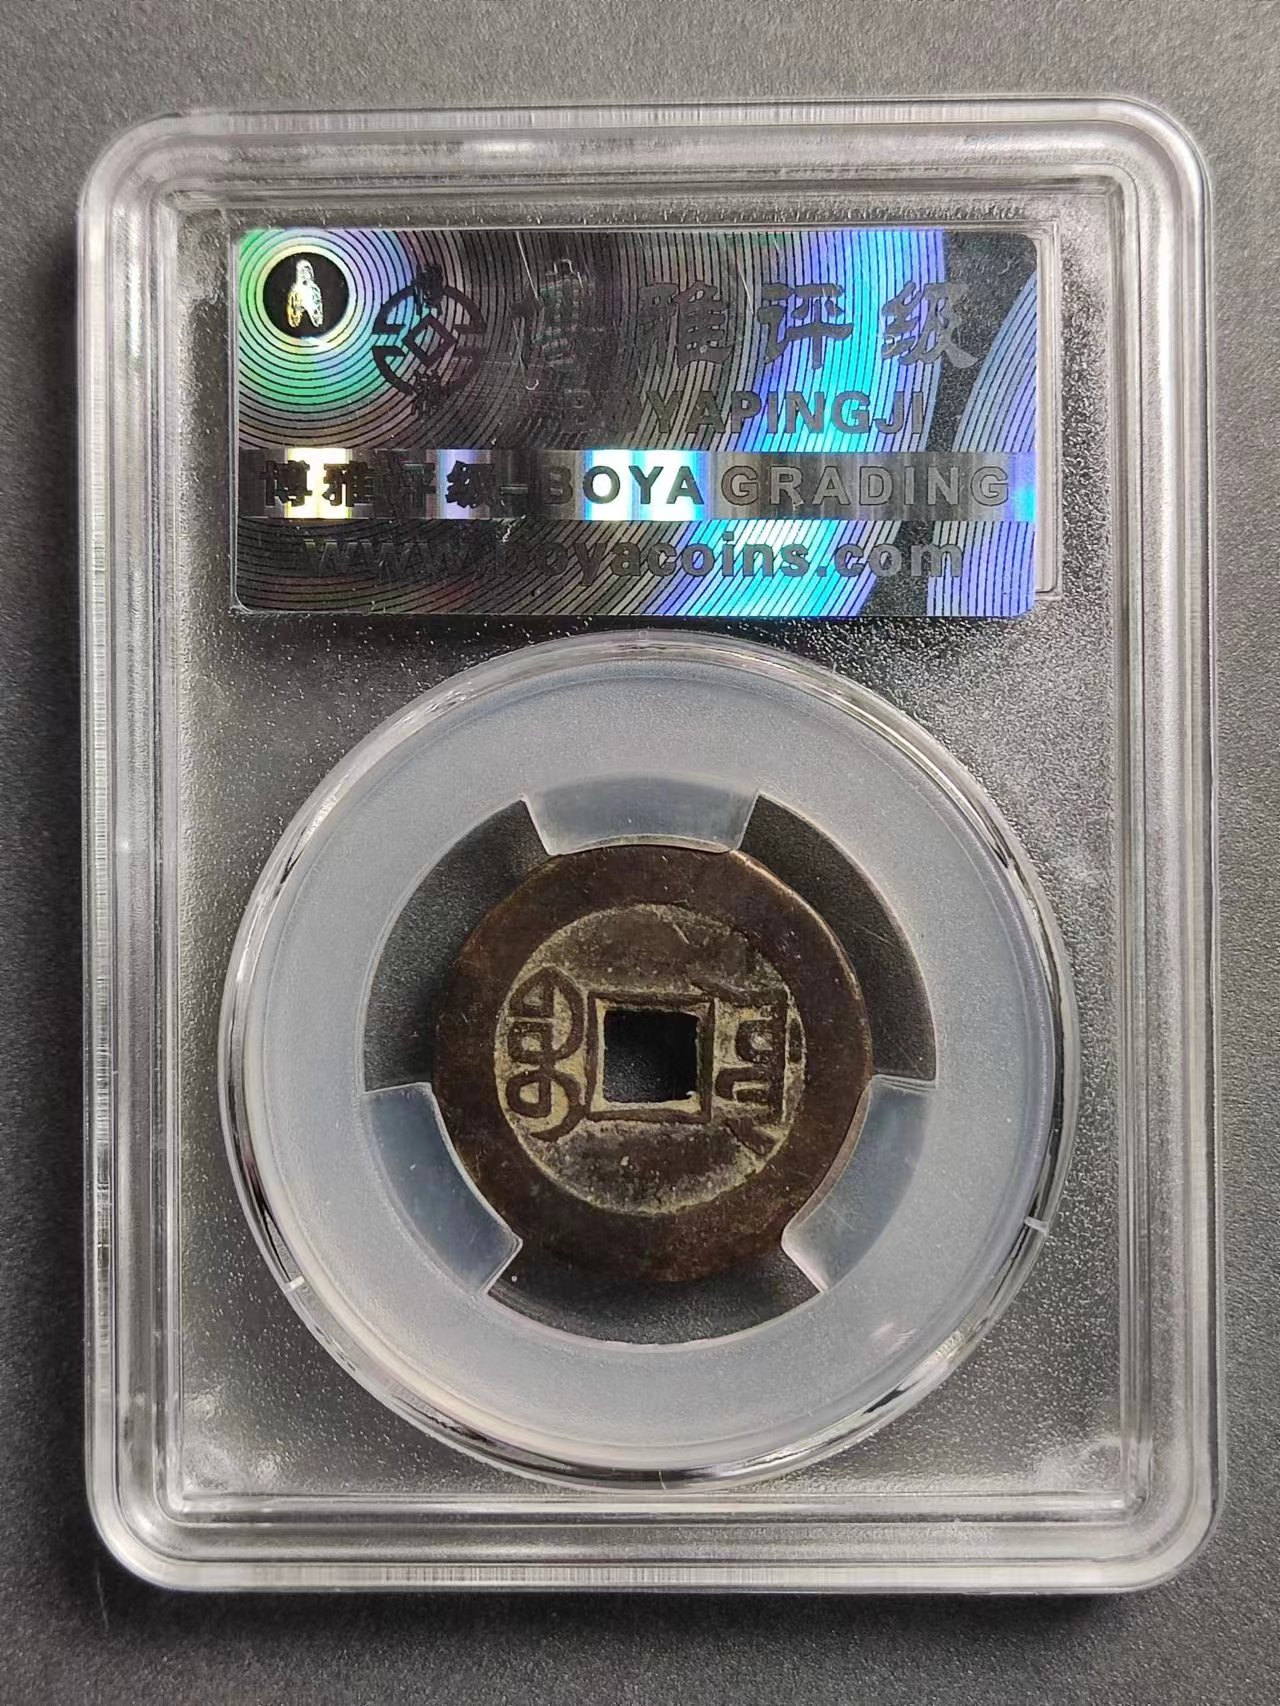 博雅评级
BOYAPINGJI
博雅评级-BOYA GRADING
www.boyacoins.com